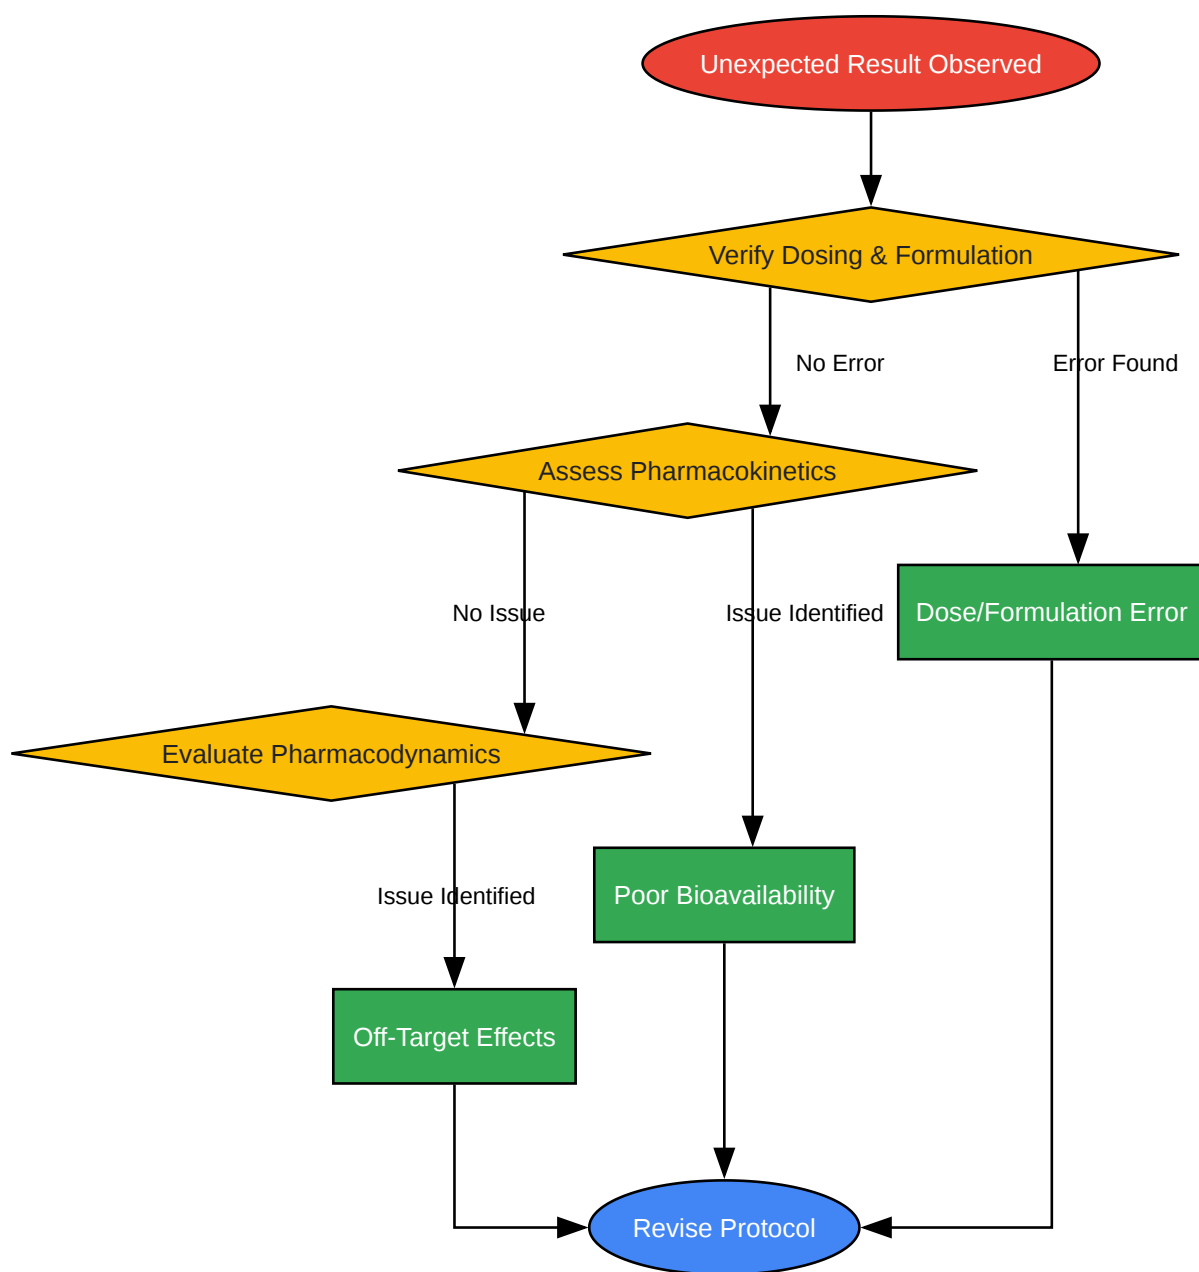 Unexpected Result Observed
Verify Dosing & Formulation
No Error
Error Found
Assess Pharmacokinetics
No Issue
Issue Identified
Dose/Formulation Error
Evaluate Pharmacodynamics
Issue Identified
Poor Bioavailability
Off-Target Effects
Revise Protocol